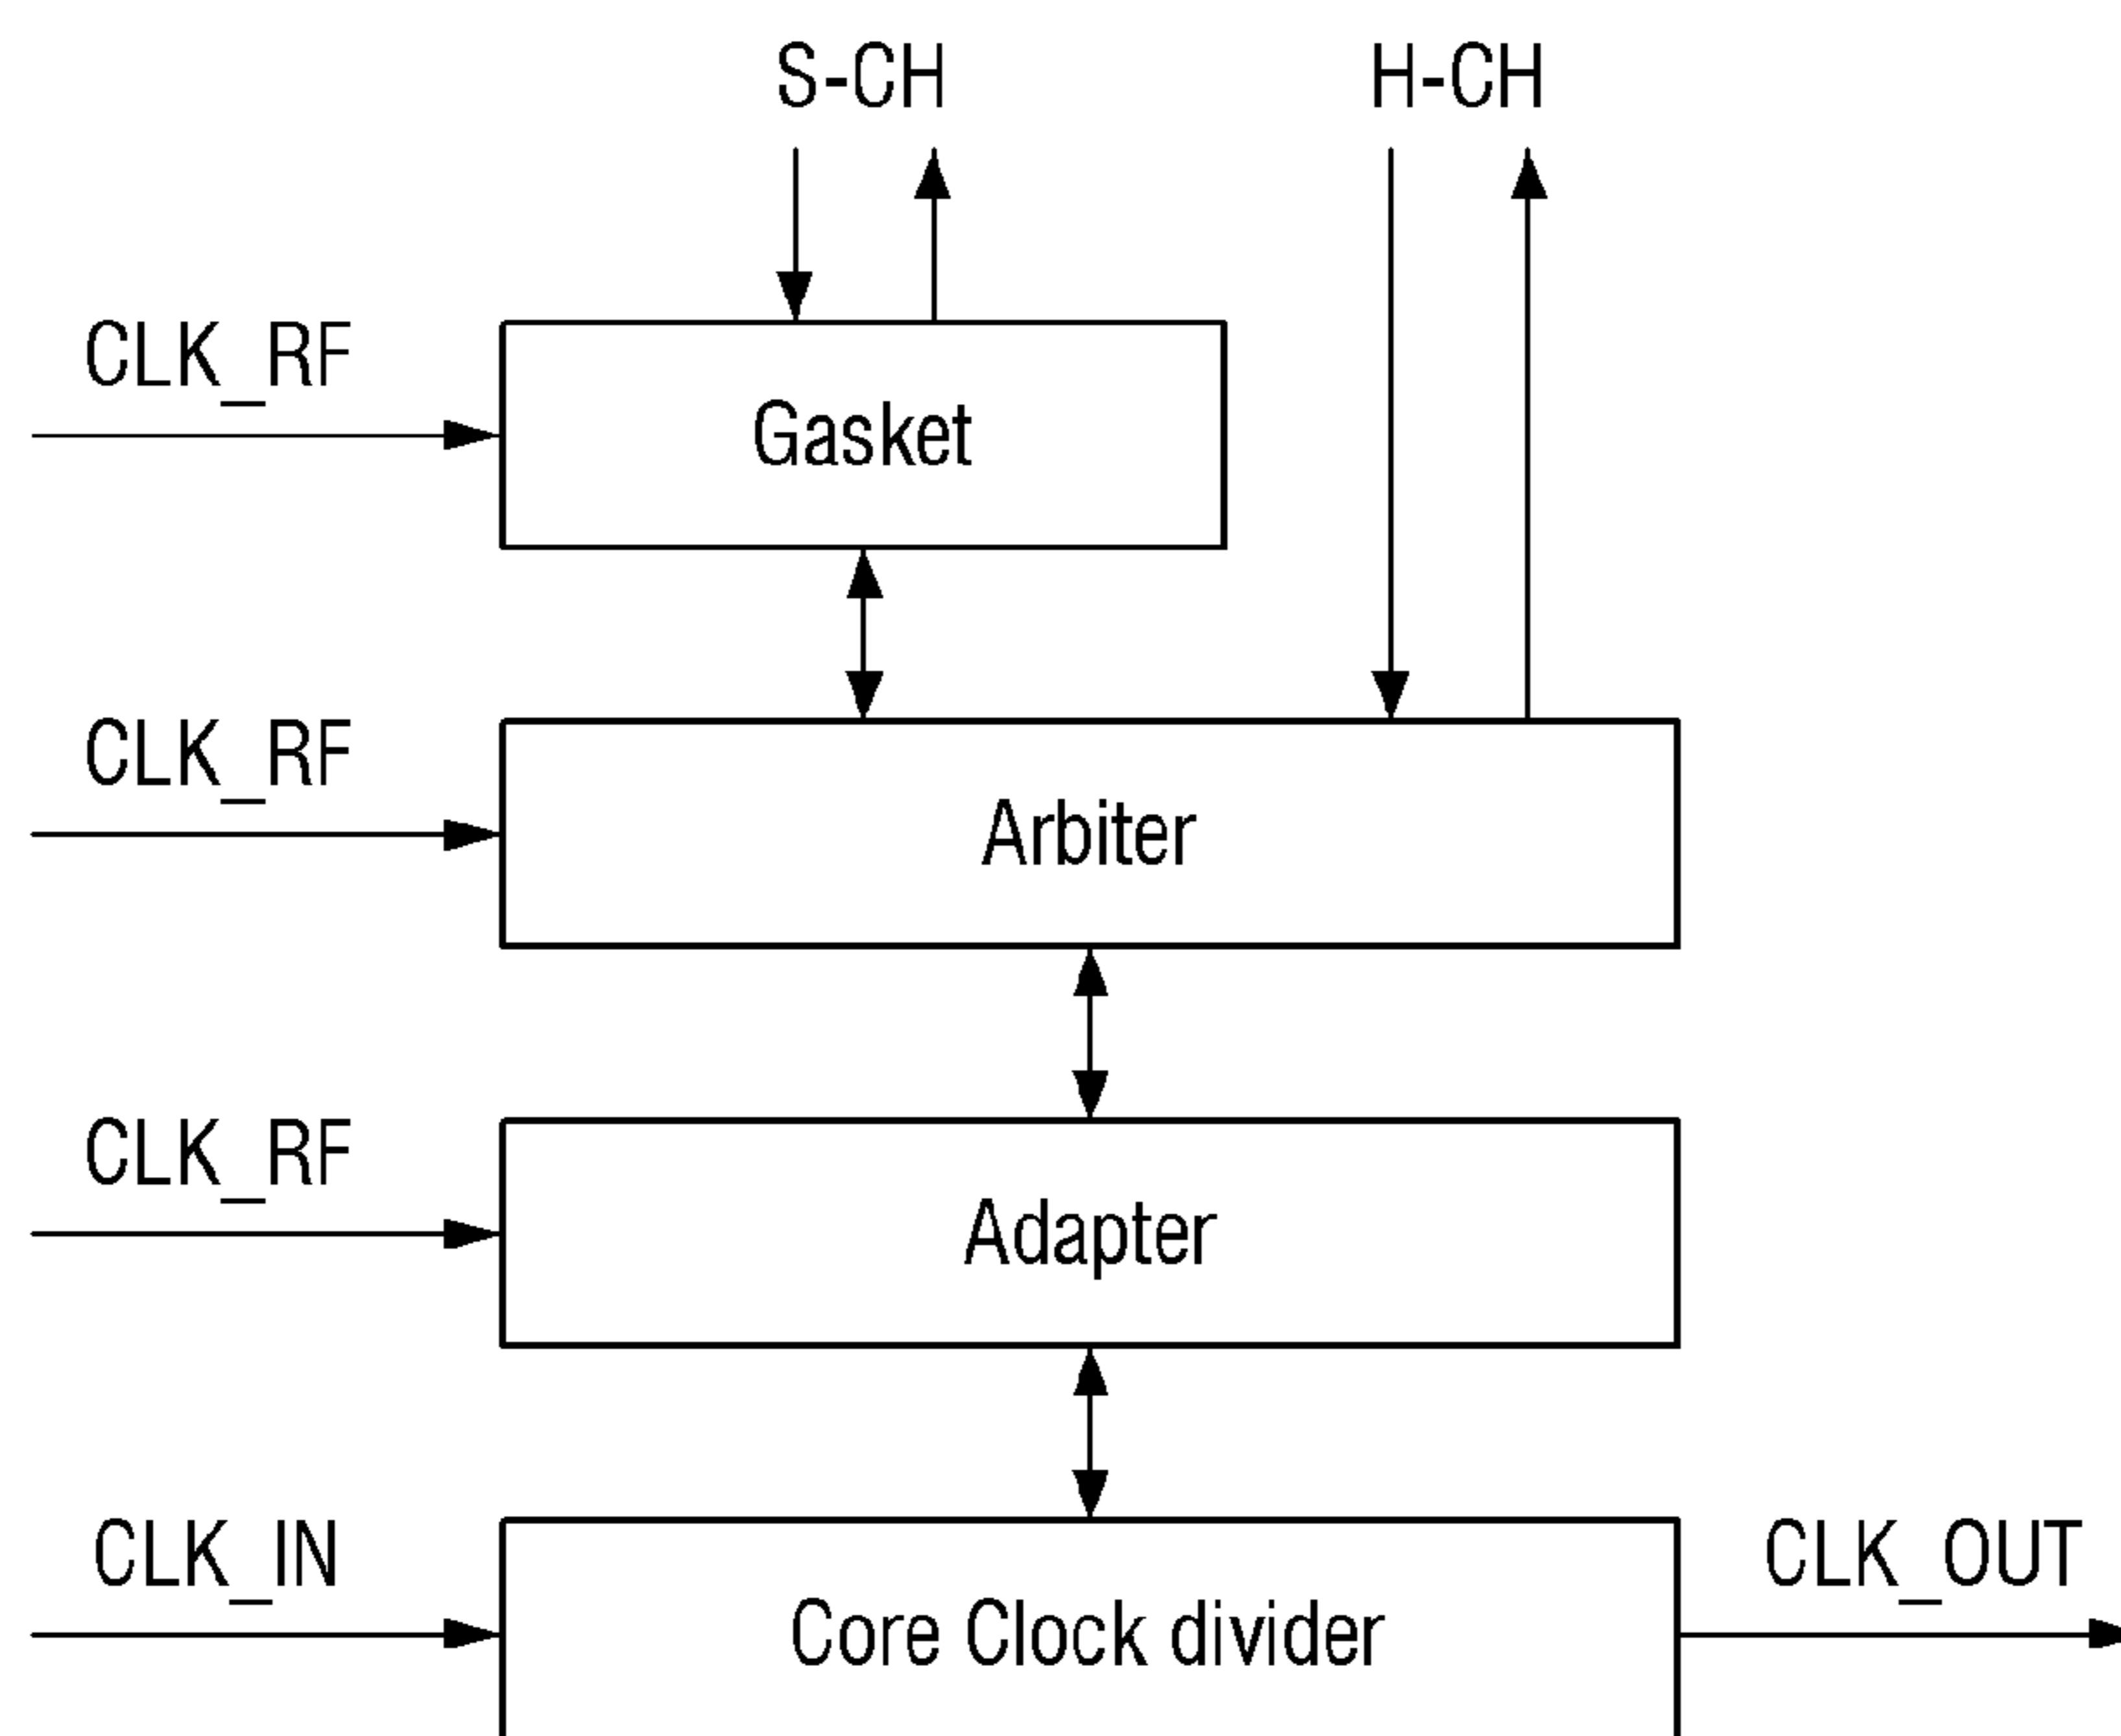 S-CH H-CH
CLK_RF
Gasket
CLK_RF
Arbiter
CLK_RF
Adapter
CLK_IN CLK_OUT
Core Clock divider